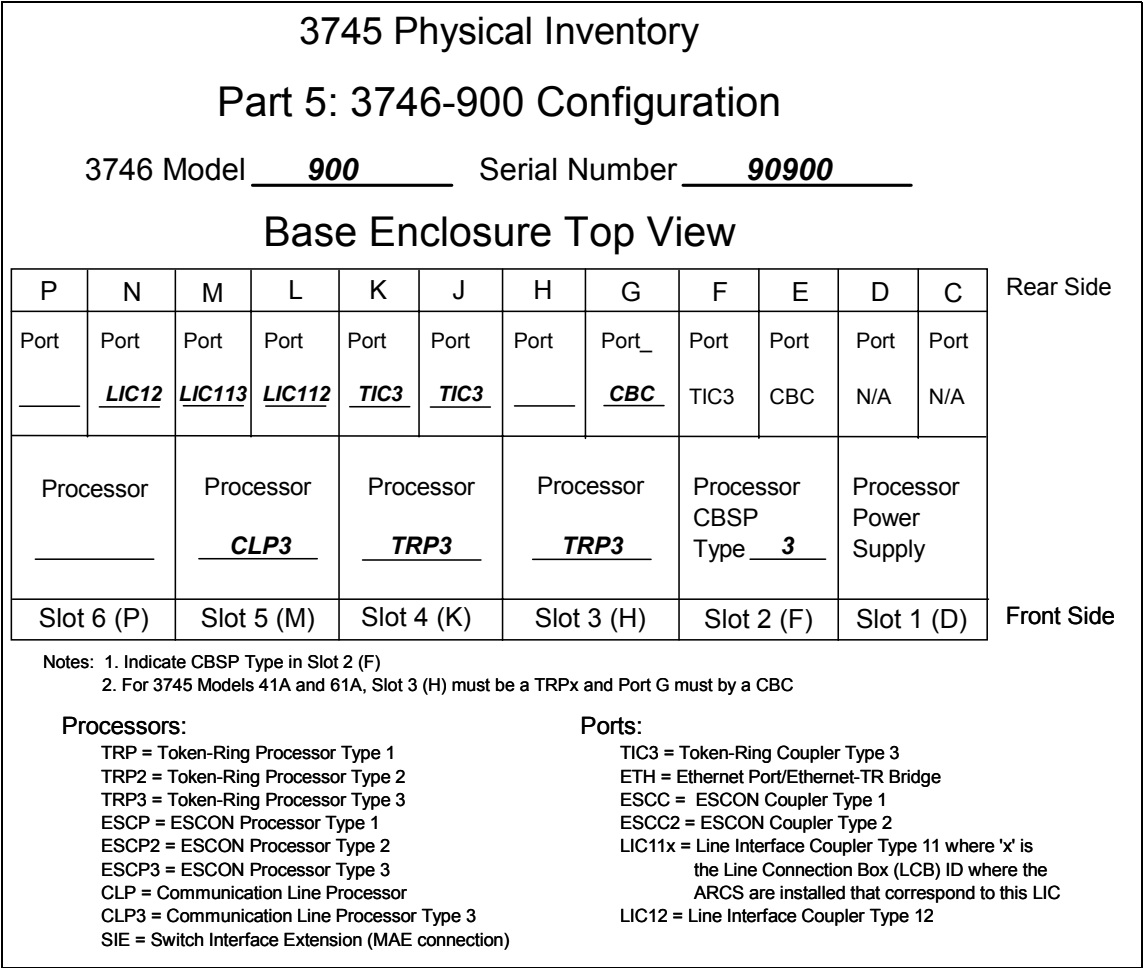 3745 Physical Inventory
Part 5: 3746-900 Configuration
3746 Model 900 Serial Number 90900
Base Enclosure Top View
P N M L K J H G F E D C Rear Side
Port Port Port Port Port Port Port Port_ Port Port Port Port
LIC12 LIC113 LIC112 TIC3 TIC3 CBC TIC3 CBC N/A N/A
Processor Processor Processor Processor Processor Processor
CBSP Power
CLP3 TRP3 TRP3 Type 3 Supply
Slot 6 (P) Slot 5 (M) Slot 4 (K) Slot 3 (H) Slot 2 (F) Slot 1 (D) Front Side
Notes: 1. Indicate CBSP Type in Slot 2 (F)
2. For 3745 Models 41A and 61A, Slot 3 (H) must be a TRPx and Port G must by a CBC
Processors:
TRP = Token-Ring Processor Type 1
TRP2 = Token-Ring Processor Type 2
TRP3 = Token-Ring Processor Type 3
ESCP = ESCON Processor Type 1
ESCP2 = ESCON Processor Type 2
ESCP3 = ESCON Processor Type 3
CLP = Communication Line Processor
CLP3 = Communication Line Processor Type 3
SIE = Switch Interface Extension (MAE connection)
Ports:
TIC3 = Token-Ring Coupler Type 3
ETH = Ethernet Port/Ethernet-TR Bridge
ESCC = ESCON Coupler Type 1
ESCC2 = ESCON Coupler Type 2
LIC11x = Line Interface Coupler Type 11 where 'x' is
the Line Connection Box (LCB) ID where the
ARCS are installed that correspond to this LIC
LIC12 = Line Interface Coupler Type 12